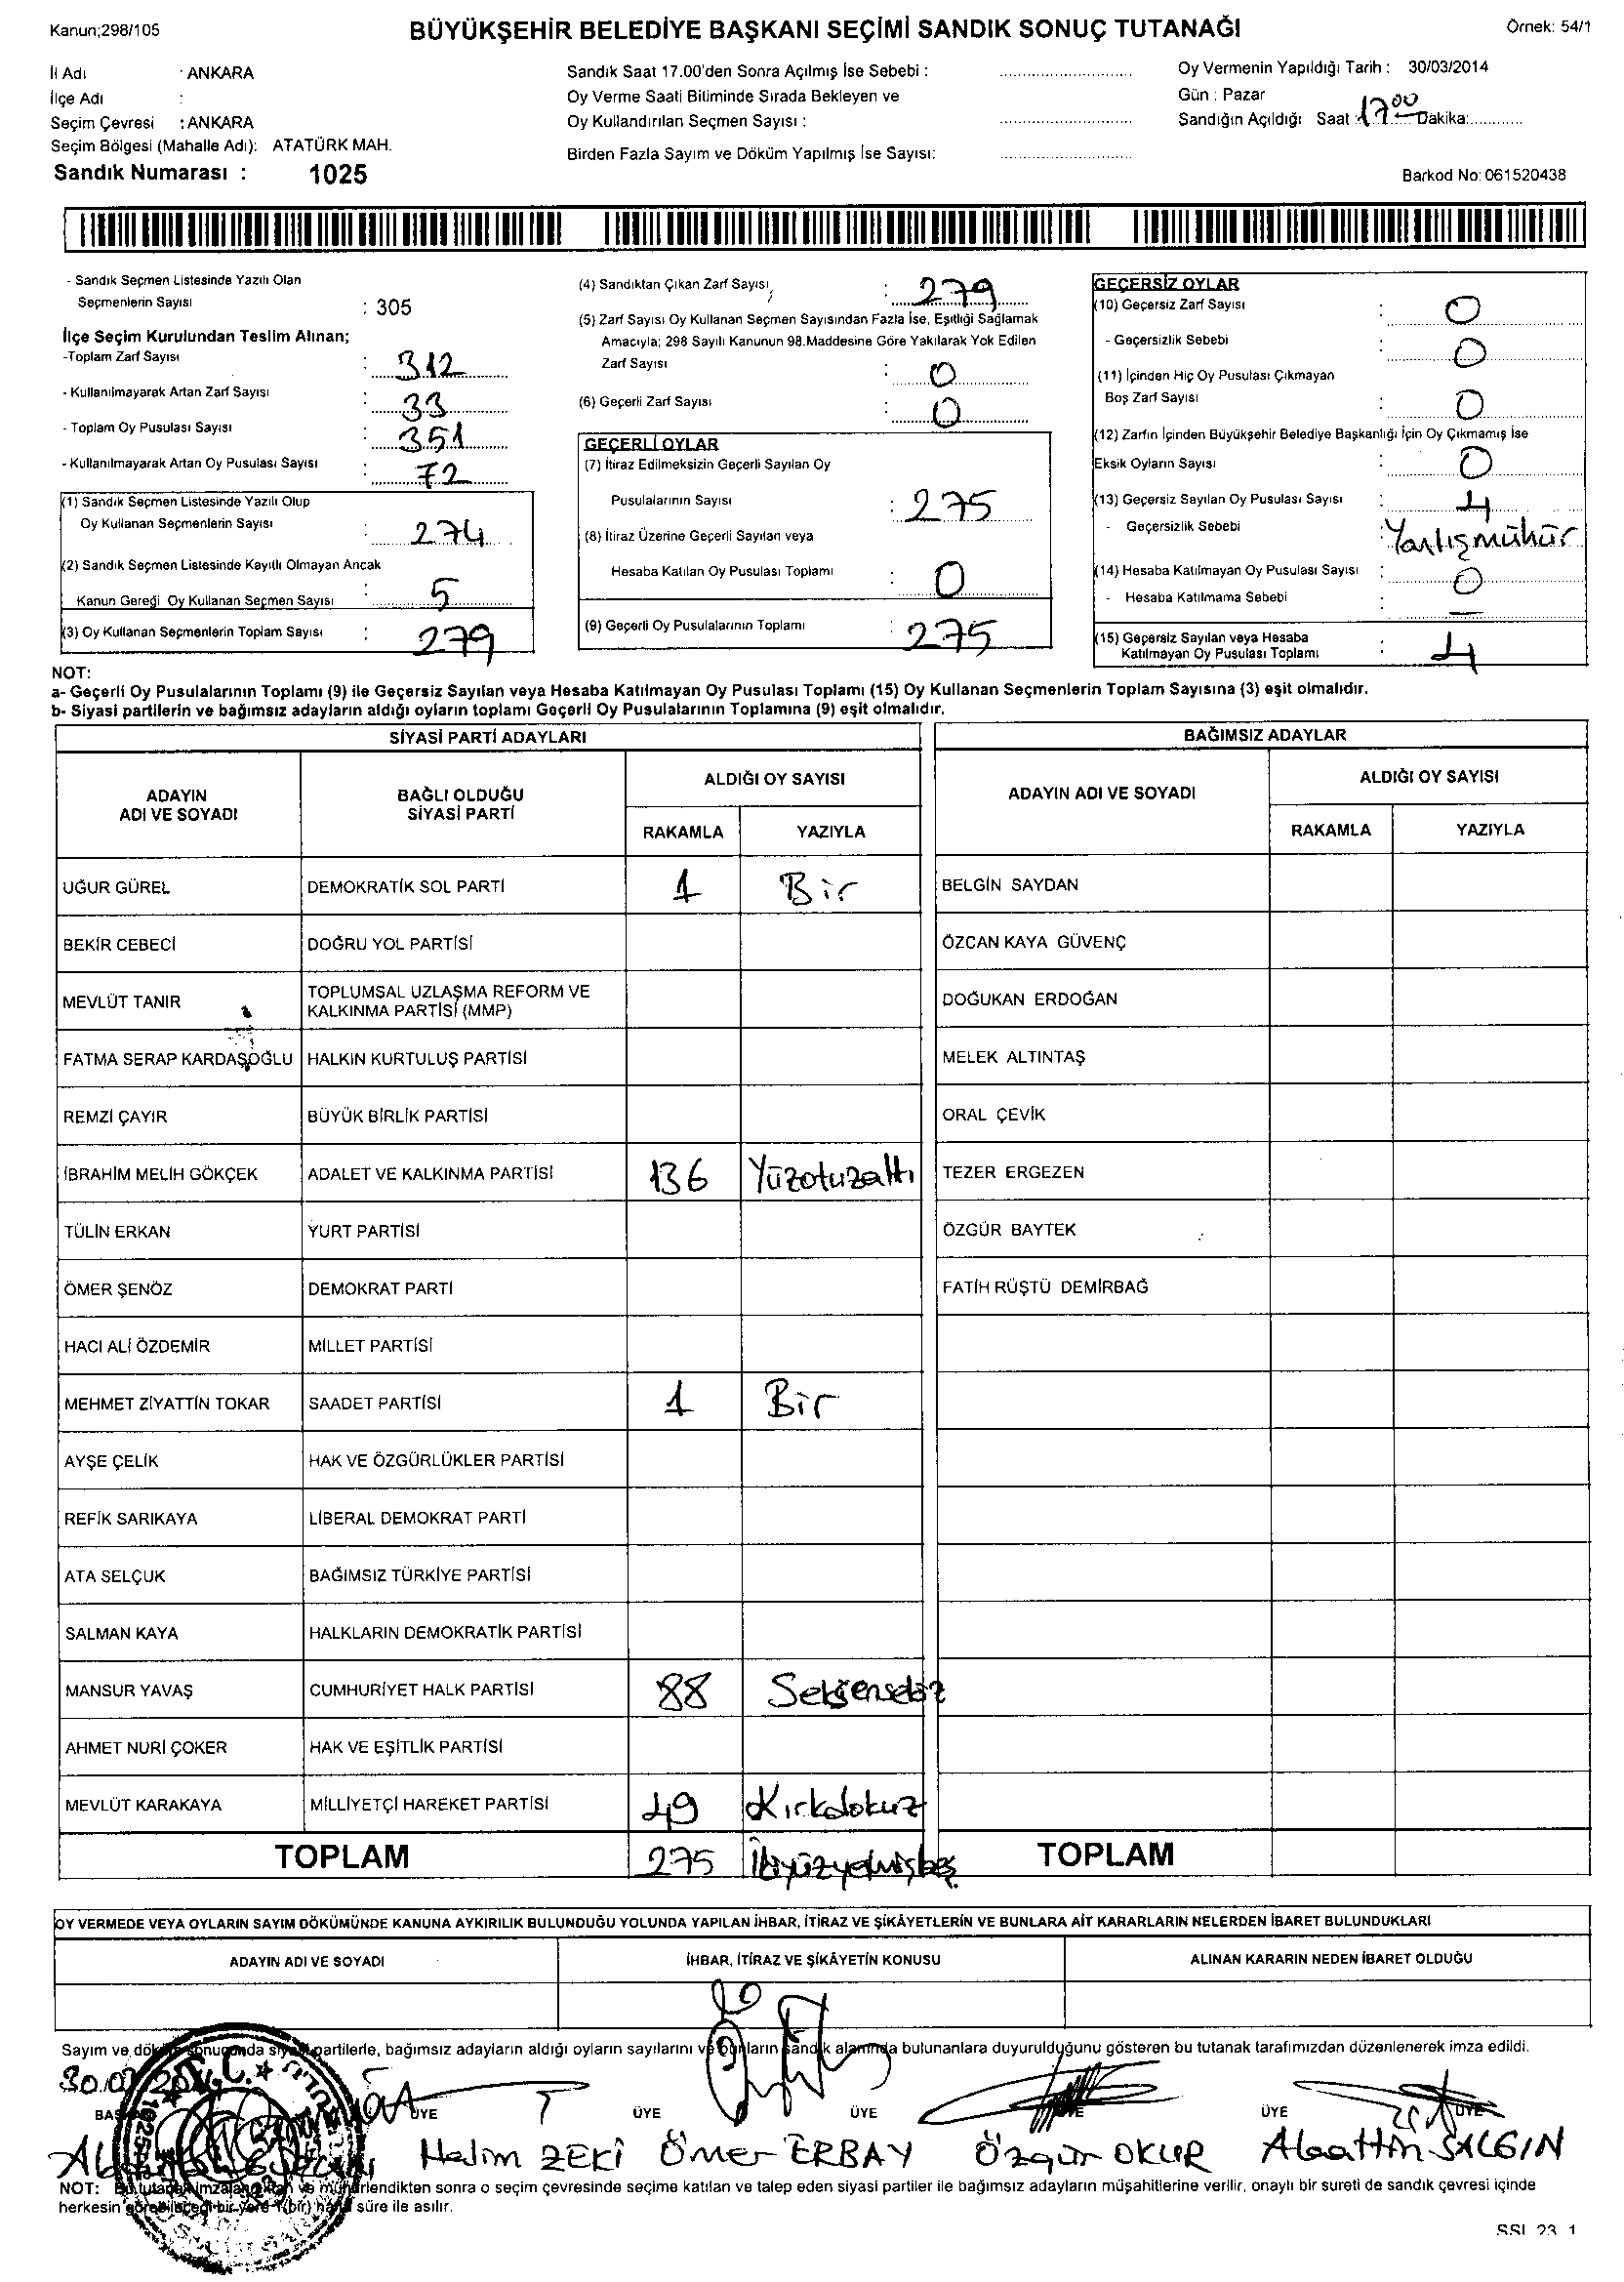 Kanun;298/105
BÜYÜKŞEHİR BELEDİYE BAŞKANI SEÇİMİ SANDIK SONUÇ TUTANAĞI
Örnek: 54/1
İl Adı : ANKARA
İlçe Adı :
Seçim Çevresi : ANKARA
Seçim Bölgesi (Mahalle Adı): ATATÜRK MAH.
Sandık Numarası : 1025
Sandık Saat 17.00'den Sonra Açılmış İse Sebebi :
Oy Verme Saati Bitiminde Sırada Bekleyen ve
Oy Kullandırılan Seçmen Sayısı :
Birden Fazla Sayım ve Döküm Yapılmış İse Sayısı:
Oy Vermenin Yapıldığı Tarih : 30/03/2014
Gün : Pazar
Sandığın Açıldığı Saat : 17 00 Dakika:
Barkod No: 061520438
- Sandık Seçmen Listesinde Yazılı Olan
Seçmenlerin Sayısı : 305
İlçe Seçim Kurulundan Teslim Alınan;
-Toplam Zarf Sayısı : 312
- Kullanılmayarak Artan Zarf Sayısı : 33
- Toplam Oy Pusulası Sayısı : 351
- Kullanılmayarak Artan Oy Pusulası Sayısı : 72
(1) Sandık Seçmen Listesinde Yazılı Olup
Oy Kullanan Seçmenlerin Sayısı : 274
(2) Sandık Seçmen Listesinde Kayıtlı Olmayan Ancak
Kanun Gereği Oy Kullanan Seçmen Sayısı : 5
(3) Oy Kullanan Seçmenlerin Toplam Sayısı : 279
(4) Sandıktan Çıkan Zarf Sayısı : 279
(5) Zarf Sayısı Oy Kullanan Seçmen Sayısından Fazla İse, Eşitliği Sağlamak
Amacıyla; 298 Sayılı Kanunun 98.Maddesine Göre Yakılarak Yok Edilen
Zarf Sayısı : 0
(6) Geçerli Zarf Sayısı : 0
GEÇERLİ OYLAR
(7) İtiraz Edilmeksizin Geçerli Sayılan Oy
Pusulalarının Sayısı : 275
(8) İtiraz Üzerine Geçerli Sayılan veya
Hesaba Katılan Oy Pusulası Toplamı : 0
(9) Geçerli Oy Pusulalarının Toplamı : 275
GEÇERSİZ OYLAR
(10) Geçersiz Zarf Sayısı : 0
- Geçersizlik Sebebi : 0
(11) İçinden Hiç Oy Pusulası Çıkmayan
Boş Zarf Sayısı : 0
(12) Zarfın İçinden Büyükşehir Belediye Başkanlığı İçin Oy Çıkmamış İse
Eksik Oyların Sayısı : 0
(13) Geçersiz Sayılan Oy Pusulası Sayısı : 4
- Geçersizlik Sebebi : Yanlış mühür
(14) Hesaba Katılmayan Oy Pusulası Sayısı : 0
- Hesaba Katılmama Sebebi : —
(15) Geçersiz Sayılan veya Hesaba
Katılmayan Oy Pusulası Toplamı : 4
NOT:
a- Geçerli Oy Pusulalarının Toplamı (9) ile Geçersiz Sayılan veya Hesaba Katılmayan Oy Pusulası Toplamı (15) Oy Kullanan Seçmenlerin Toplam Sayısına (3) eşit olmalıdır.
b- Siyasi partilerin ve bağımsız adayların aldığı oyların toplamı Geçerli Oy Pusulalarının Toplamına (9) eşit olmalıdır.
SİYASİ PARTİ ADAYLARI
ADAYIN ADI VE SOYADI BAĞLI OLDUĞU SİYASİ PARTİ ALDIĞI OY SAYISI
RAKAMLA YAZIYLA
UĞUR GÜREL DEMOKRATİK SOL PARTİ 1 Bir
BEKİR CEBECİ DOĞRU YOL PARTİSİ
MEVLÜT TANIR TOPLUMSAL UZLAŞMA REFORM VE KALKINMA PARTİSİ (MMP)
FATMA SERAP KARDAŞOĞLU HALKIN KURTULUŞ PARTİSİ
REMZİ ÇAYIR BÜYÜK BİRLİK PARTİSİ
İBRAHİM MELİH GÖKÇEK ADALET VE KALKINMA PARTİSİ 136 Yüzotuzaltı
TÜLİN ERKAN YURT PARTİSİ
ÖMER ŞENÖZ DEMOKRAT PARTİ
HACI ALİ ÖZDEMİR MİLLET PARTİSİ
MEHMET ZİYATTİN TOKAR SAADET PARTİSİ 1 Bir
AYŞE ÇELİK HAK VE ÖZGÜRLÜKLER PARTİSİ
REFİK SARIKAYA LİBERAL DEMOKRAT PARTİ
ATA SELÇUK BAĞIMSIZ TÜRKİYE PARTİSİ
SALMAN KAYA HALKLARIN DEMOKRATİK PARTİSİ
MANSUR YAVAŞ CUMHURİYET HALK PARTİSİ 88 Seksensekiz
AHMET NURİ ÇOKER HAK VE EŞİTLİK PARTİSİ
MEVLÜT KARAKAYA MİLLİYETÇİ HAREKET PARTİSİ 49 Kırkdokuz
TOPLAM 275 İkiyüzyetmişbeş
BAĞIMSIZ ADAYLAR
ADAYIN ADI VE SOYADI ALDIĞI OY SAYISI
RAKAMLA YAZIYLA
BELGİN SAYDAN
ÖZCAN KAYA GÜVENÇ
DOĞUKAN ERDOĞAN
MELEK ALTINTAŞ
ORAL ÇEVİK
TEZER ERGEZEN
ÖZGÜR BAYTEK
FATİH RÜŞTÜ DEMİRBAĞ
TOPLAM
OY VERMEDE VEYA OYLARIN SAYIM DÖKÜMÜNDE KANUNA AYKIRILIK BULUNDUĞU YOLUNDA YAPILAN İHBAR, İTİRAZ VE ŞİKÂYETLERİN VE BUNLARA AİT KARARLARIN NELERDEN İBARET BULUNDUKLARI
ADAYIN ADI VE SOYADI İHBAR, İTİRAZ VE ŞİKÂYETİN KONUSU ALINAN KARARIN NEDEN İBARET OLDUĞU
Sayım ve döküm sonucunda siyasi partilerle, bağımsız adayların aldığı oyların sayılarını ve bunların sandık alanında bulunanlara duyurulduğunu gösteren bu tutanak tarafımızdan düzenlenerek imza edildi.
ÜYE ÜYE ÜYE ÜYE ÜYE ÜYE
Halim ZEKİ Ömer ERBAY Özgür OKUR Alaattin SALGIN
NOT: Bu tutanak imzalandıktan ve mühürlendikten sonra o seçim çevresinde seçime katılan ve talep eden siyasi partiler ile bağımsız adayların müşahitlerine verilir, onaylı bir sureti de sandık çevresi içinde
herkesin görebileceği bir yere 1 (bir) hafta süre ile asılır.